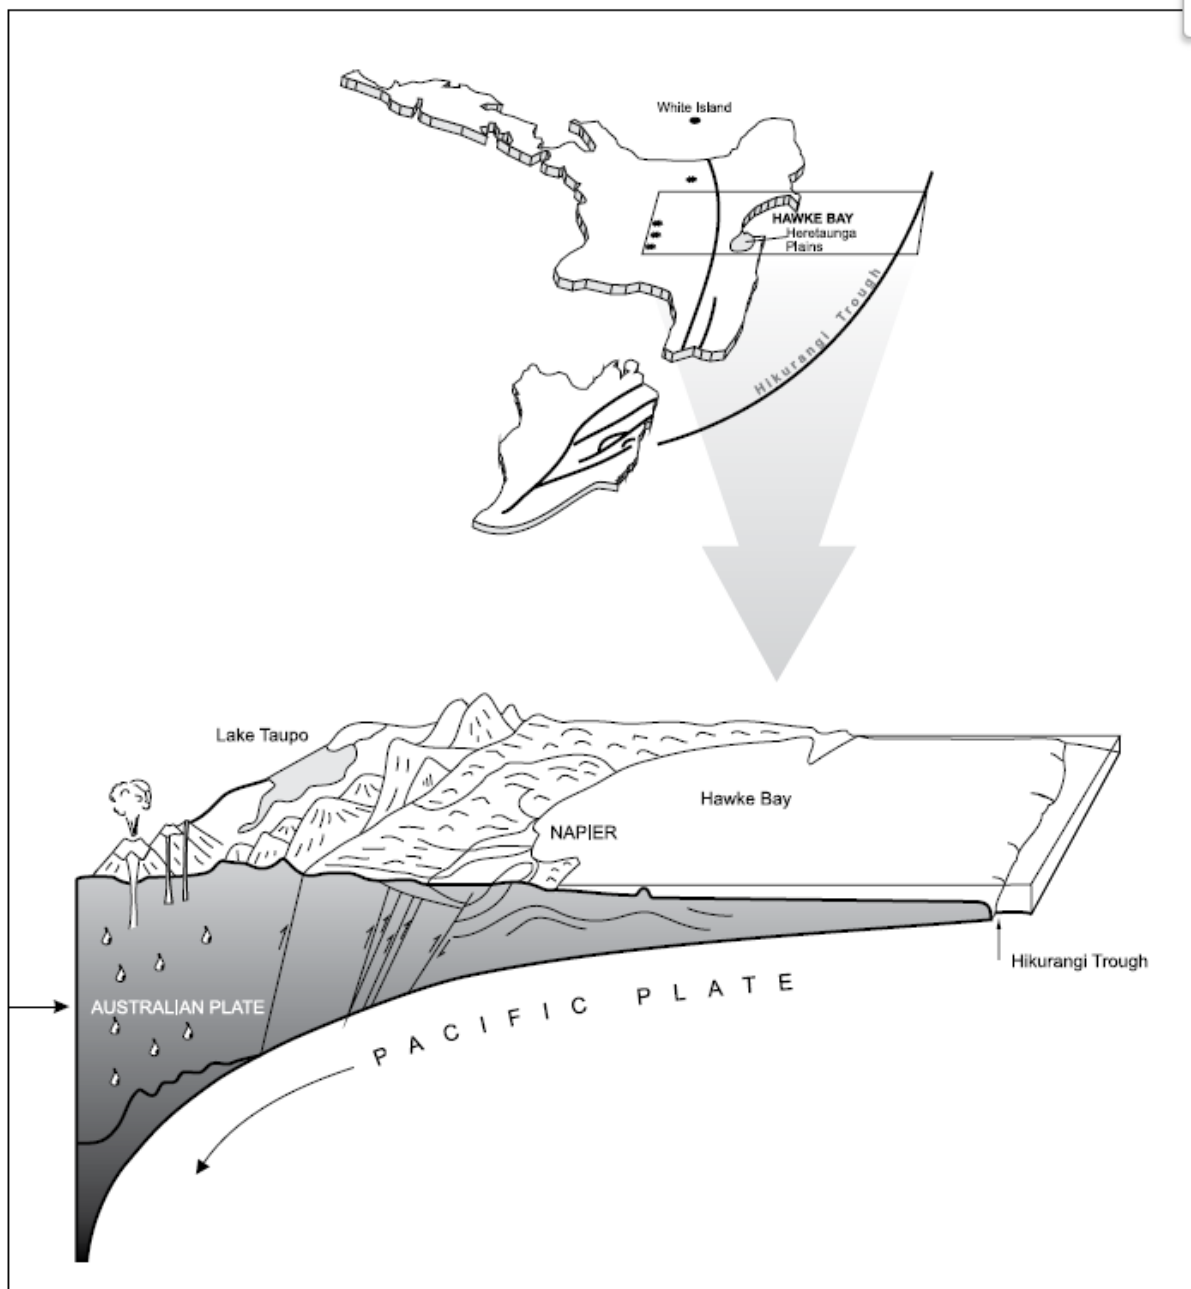 White Island
HAWKE BAY
Heretaunga
Plains
Hikurangi Trough
Lake Taupo
Hawke Bay
NAPIER
Hikurangi Trough
AUSTRALIAN PLATE
PACIFIC PLATE